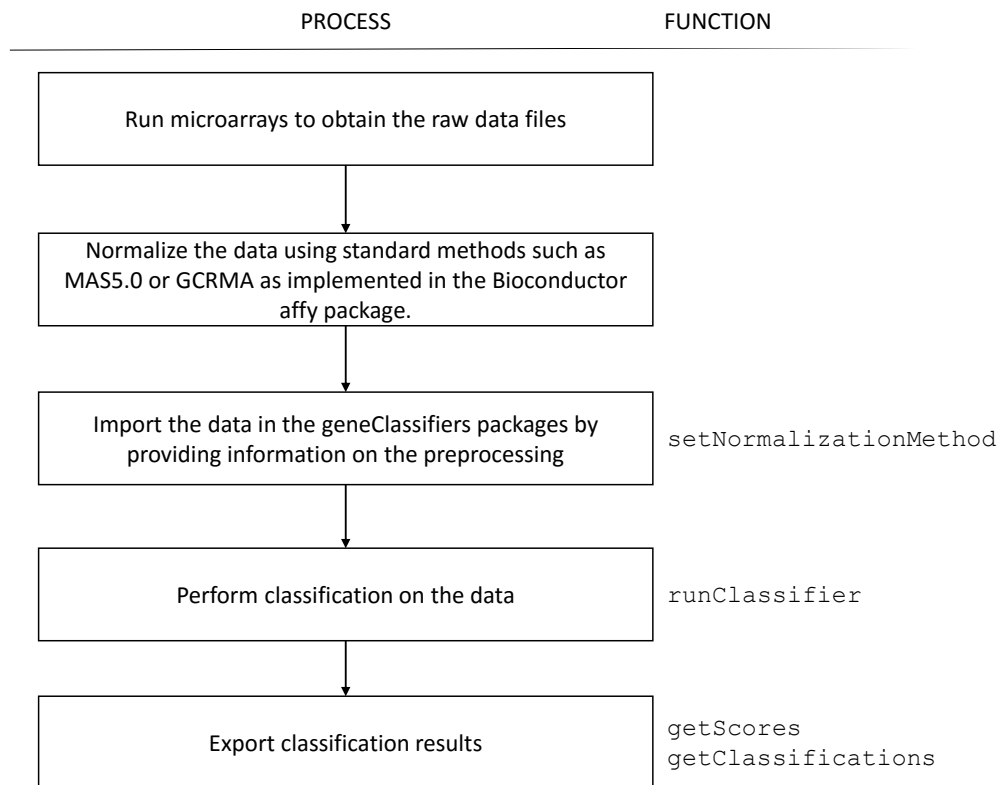 PROCESS FUNCTION
Run microarrays to obtain the raw data files
Normalize the data using standard methods such as
MAS5.0 or GCRMA as implemented in the Bioconductor
affy package.
Import the data in the geneClassifiers packages by
providing information on the preprocessing
setNormalizationMethod
Perform classification on the data
runClassifier
Export classification results
getScores
getClassifications